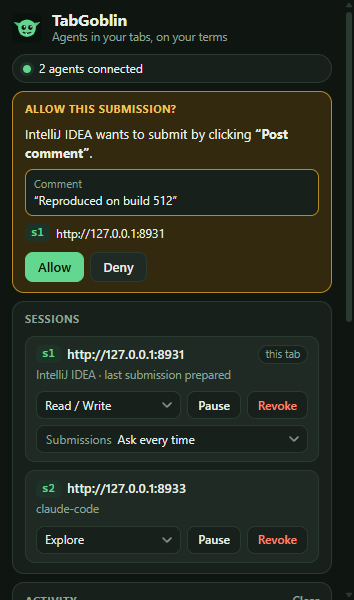 TabGoblin
Agents in your tabs, on your terms
2 agents connected
ALLOW THIS SUBMISSION?
IntelliJ IDEA wants to submit by clicking “Post
comment”.
Comment
“Reproduced on build 512”
s1 http://127.0.0.1:8931
Allow Deny
SESSIONS
s1 http://127.0.0.1:8931 this tab
IntelliJ IDEA · last submission prepared
Read / Write Pause Revoke
Submissions Ask every time
s2 http://127.0.0.1:8933
claude-code
Explore Pause Revoke
ACTIVITY Clear